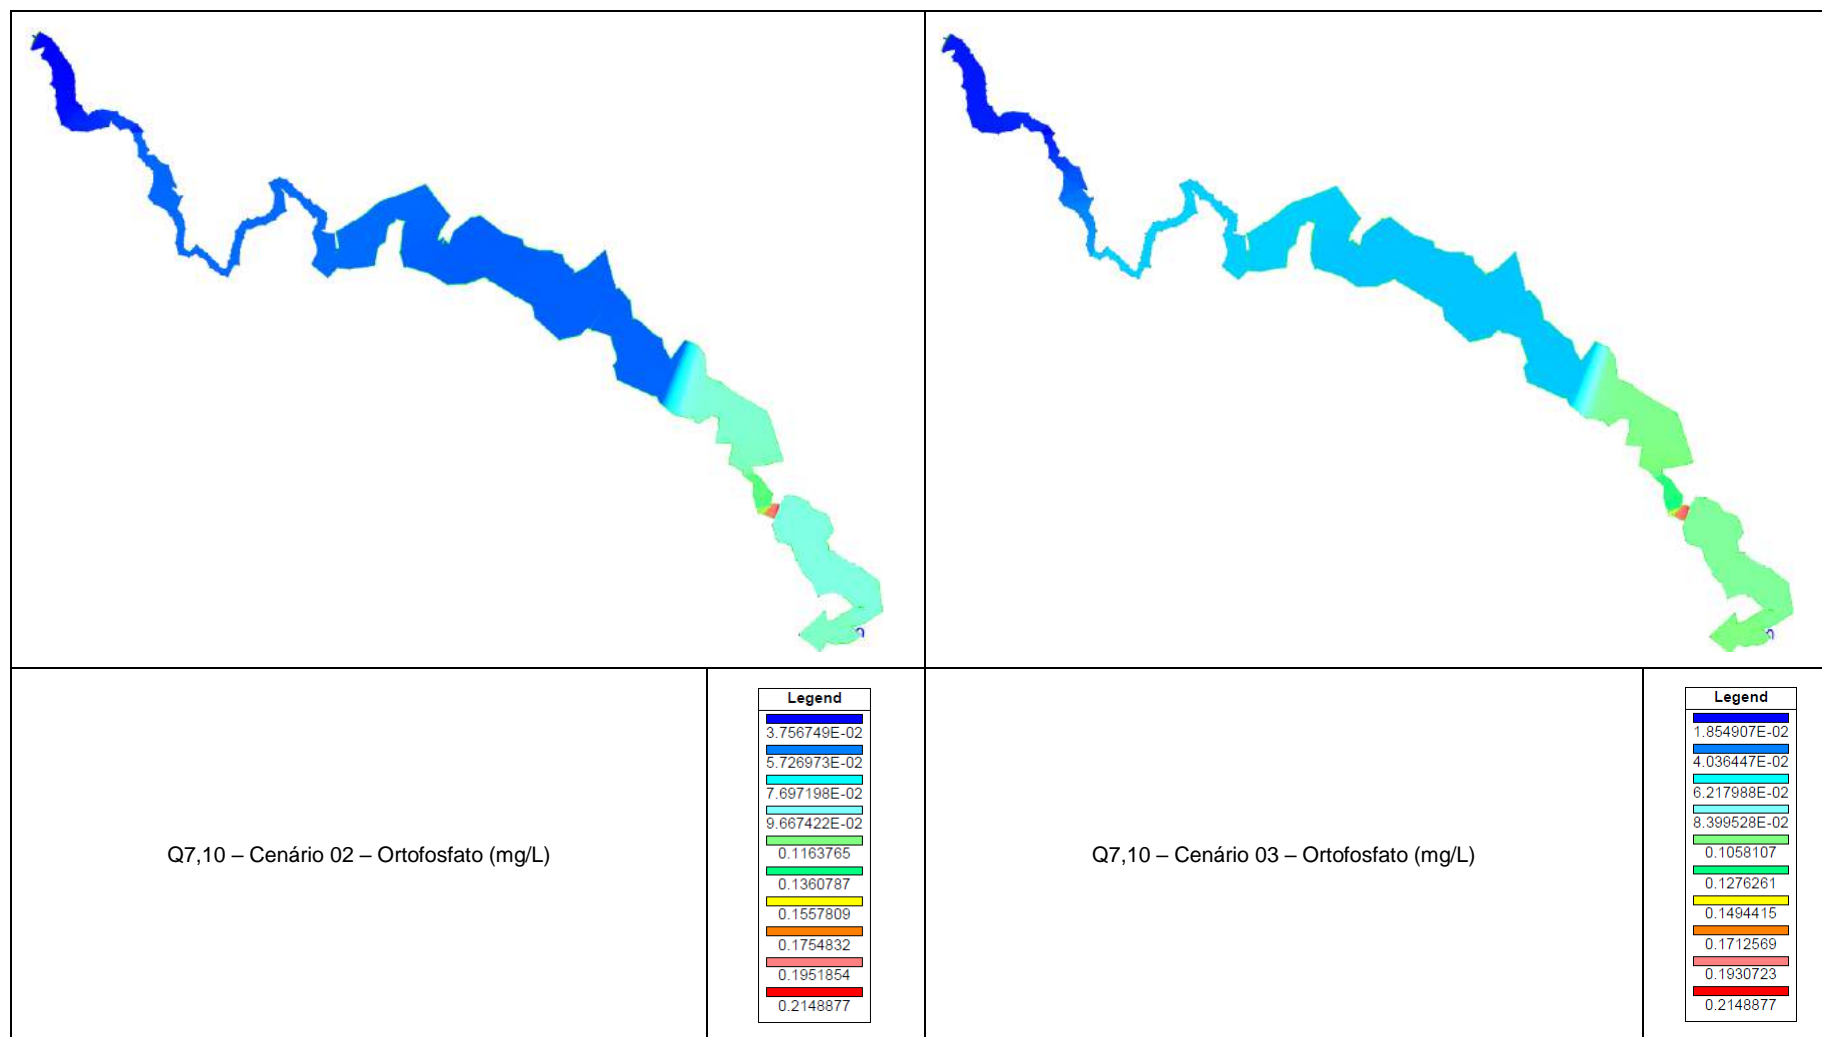 Q7,10 – Cenário 02 – Ortofosfato (mg/L)
Legend
3.756749E-02
5.726973E-02
7.697198E-02
9.667422E-02
0.1163765
0.1360787
0.1557809
0.1754832
0.1951854
0.2148877
Q7,10 – Cenário 03 – Ortofosfato (mg/L)
Legend
1.854907E-02
4.036447E-02
6.217988E-02
8.399528E-02
0.1058107
0.1276261
0.1494415
0.1712569
0.1930723
0.2148877